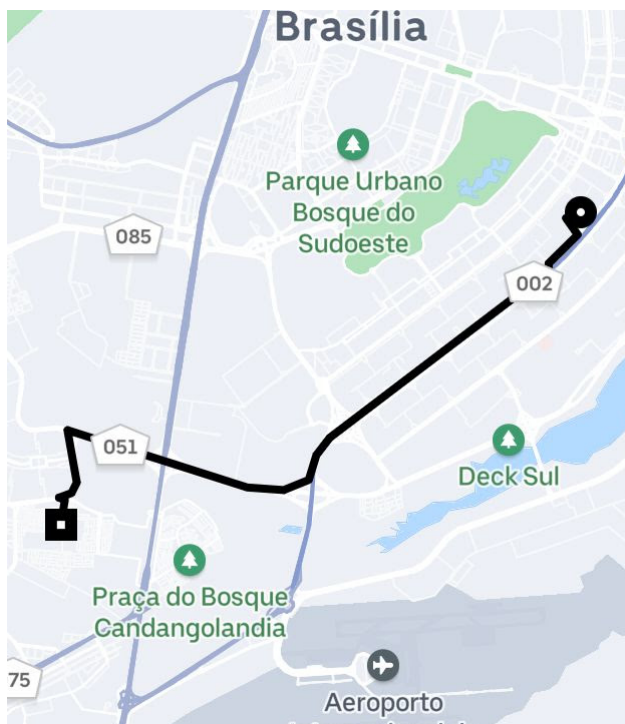 Brasília
Parque Urbano
Bosque do
Sudoeste
085
002
051
Deck Sul
Praça do Bosque
Candangolandia
75
Aeroporto